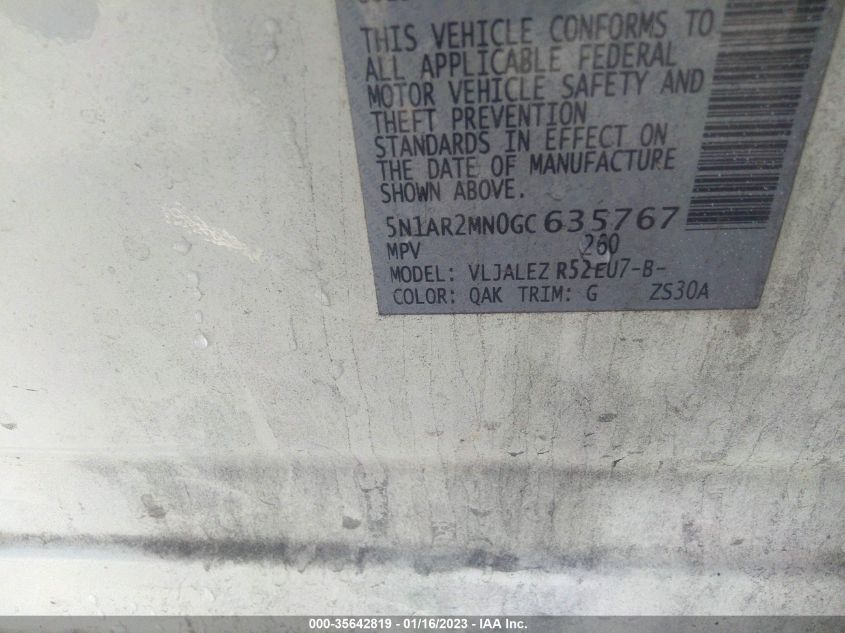 THIS VEHICLE CONFORMS TO
ALL APPLICABLE FEDERAL
MOTOR VEHICLE SAFETY AND
THEFT PREVENTION
STANDARDS IN EFFECT ON
THE DATE OF MANUFACTURE
SHOWN ABOVE.
5N1AR2MN0GC635767
MPV 260
MODEL: VLJALEZ R52EU7-B-
COLOR: QAK TRIM: G ZS30A
000-35642819 - 01/16/2023 - IAA Inc.